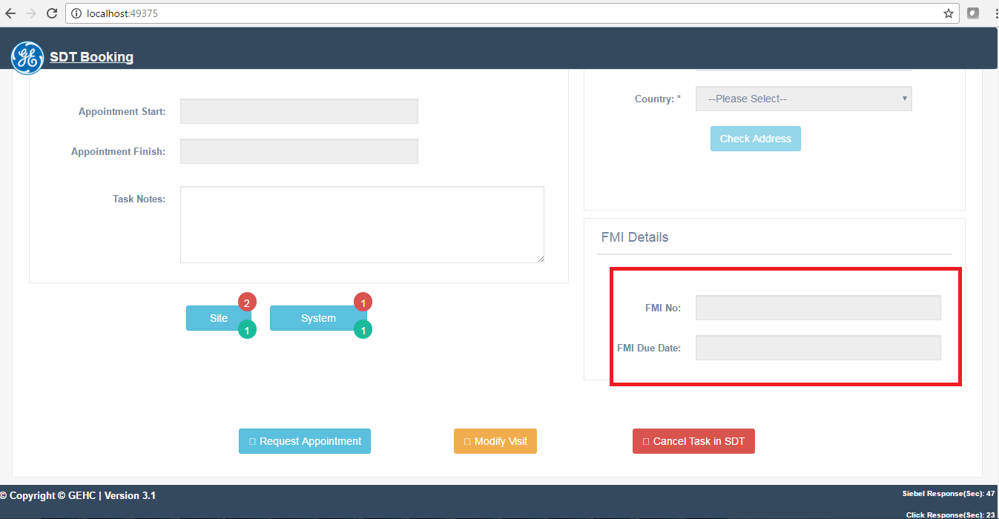 localhost:49375
SDT Booking
Appointment Start:
Appointment Finish:
Task Notes:
Country: *
--Please Select--
Check Address
FMI Details
FMI No:
FMI Due Date:
Site
2
1
System
1
1
Request Appointment
Modify Visit
Cancel Task in SDT
© Copyright © GEHC | Version 3.1
Siebel Response(Sec): 47
Click Response(Sec): 23